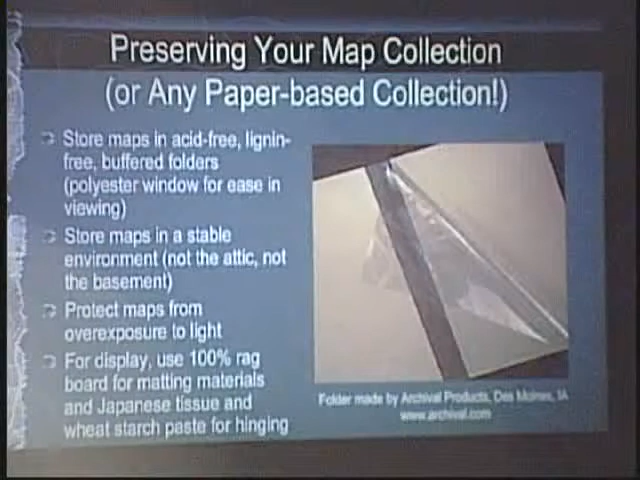 Preserving Your Map Collection
(or Any Paper-based Collection!)
Store maps in acid-free, lignin-
free, buffered folders
(polyester window for ease in
viewing)
Store maps in a stable
environment (not the attic, not
the basement)
Protect maps from
overexposure to light
For display, use 100% rag
board for matting materials
and Japanese tissue and
wheat starch paste for hinging
Folder made by Archival Products, Des Moines, IA
www.archival.com